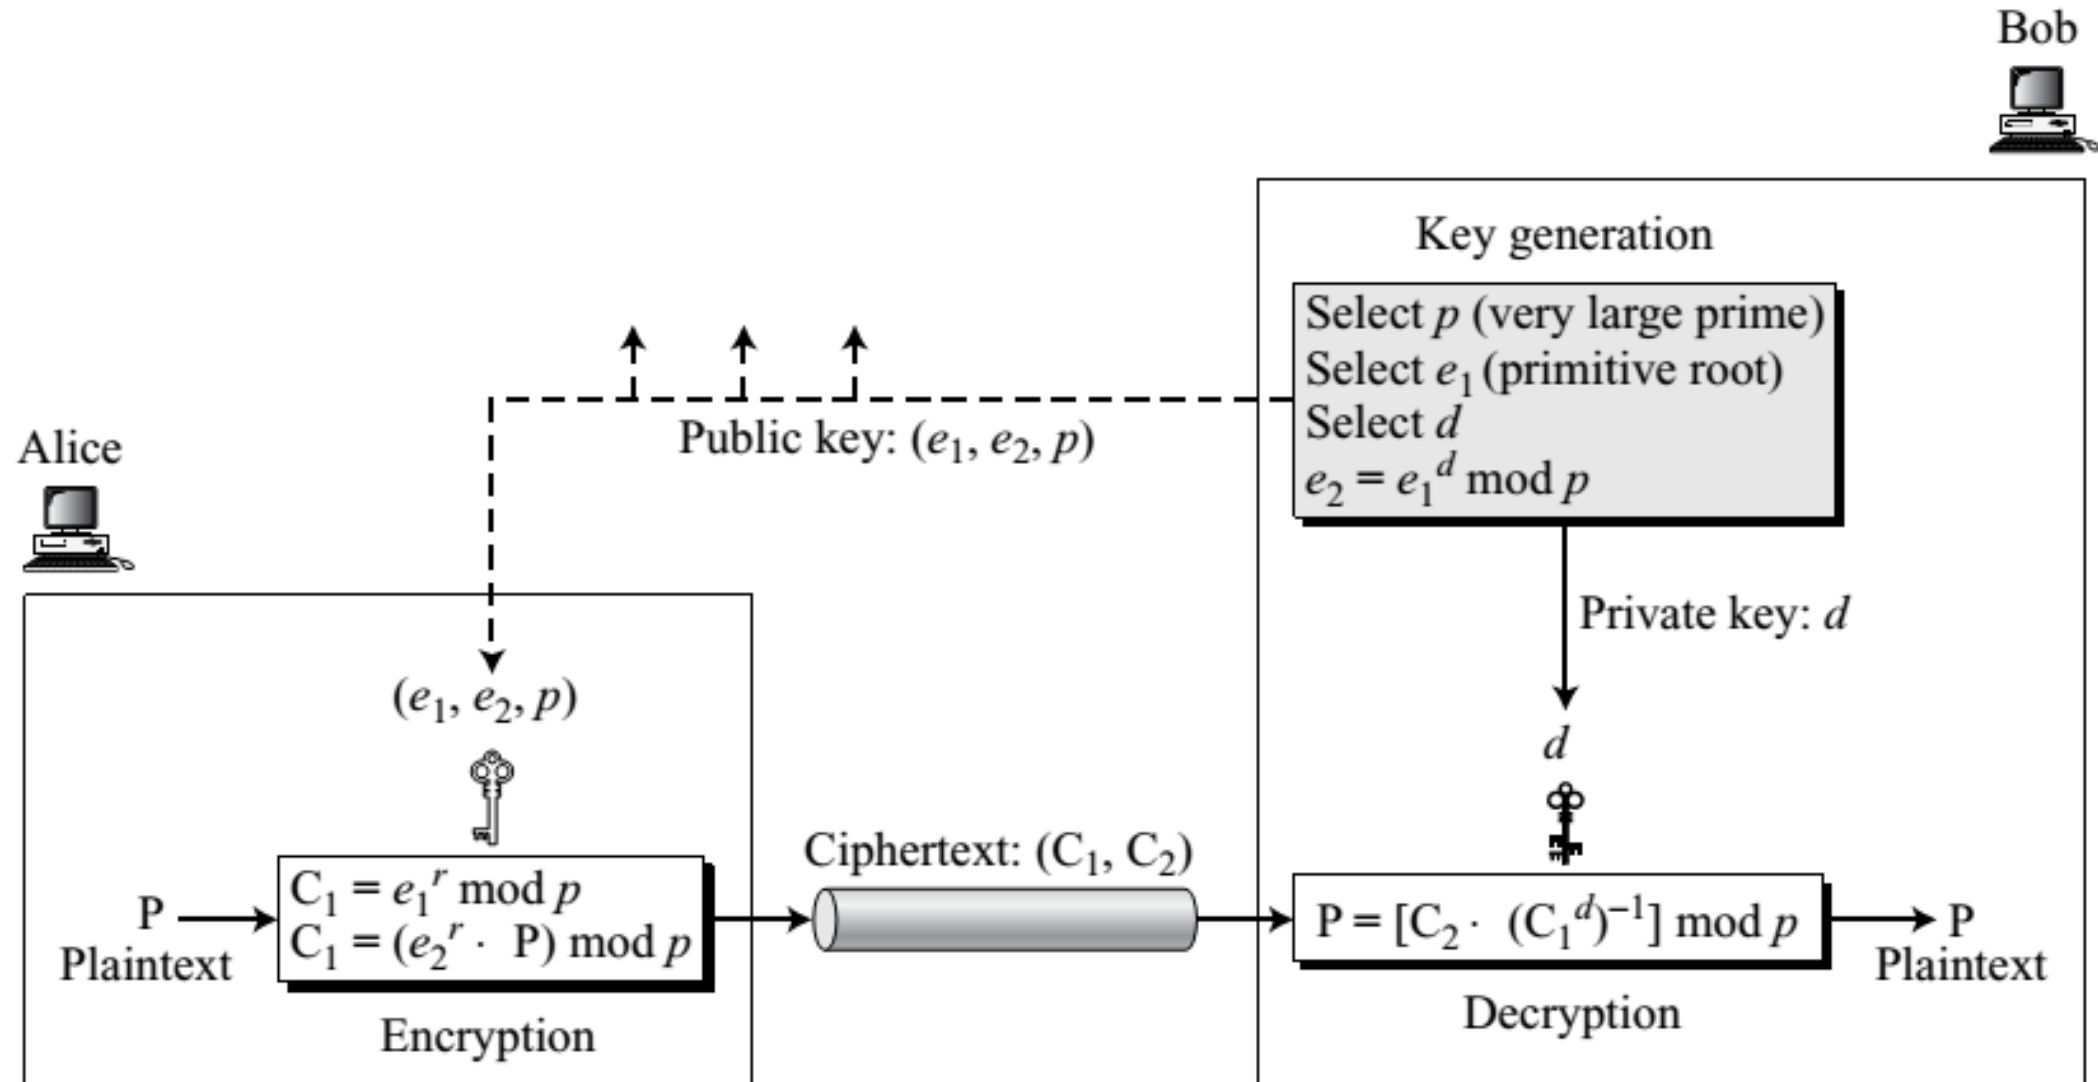 Bob
Key generation
Select p (very large prime)
Select e₁ (primitive root)
Select d
e₂ = e₁ᵈ mod p
Public key: (e₁, e₂, p)
Alice
Private key: d
(e₁, e₂, p)
d
Ciphertext: (C₁, C₂)
P
Plaintext
C₁ = e₁ʳ mod p
C₁ = (e₂ʳ · P) mod p
Encryption
P = [C₂ · (C₁ᵈ)⁻¹] mod p
Decryption
P
Plaintext